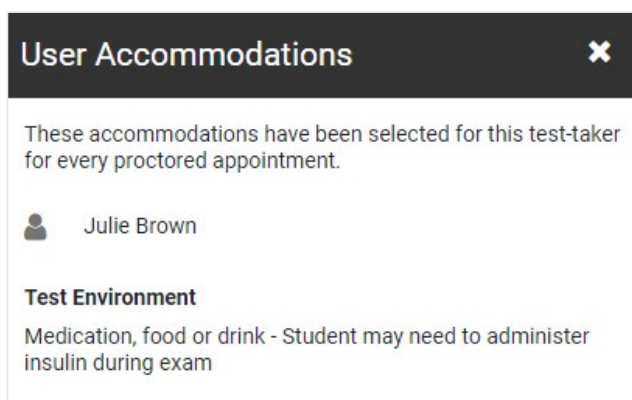 User Accommodations
These accommodations have been selected for this test-taker
for every proctored appointment.
Julie Brown
Test Environment
Medication, food or drink - Student may need to administer
insulin during exam